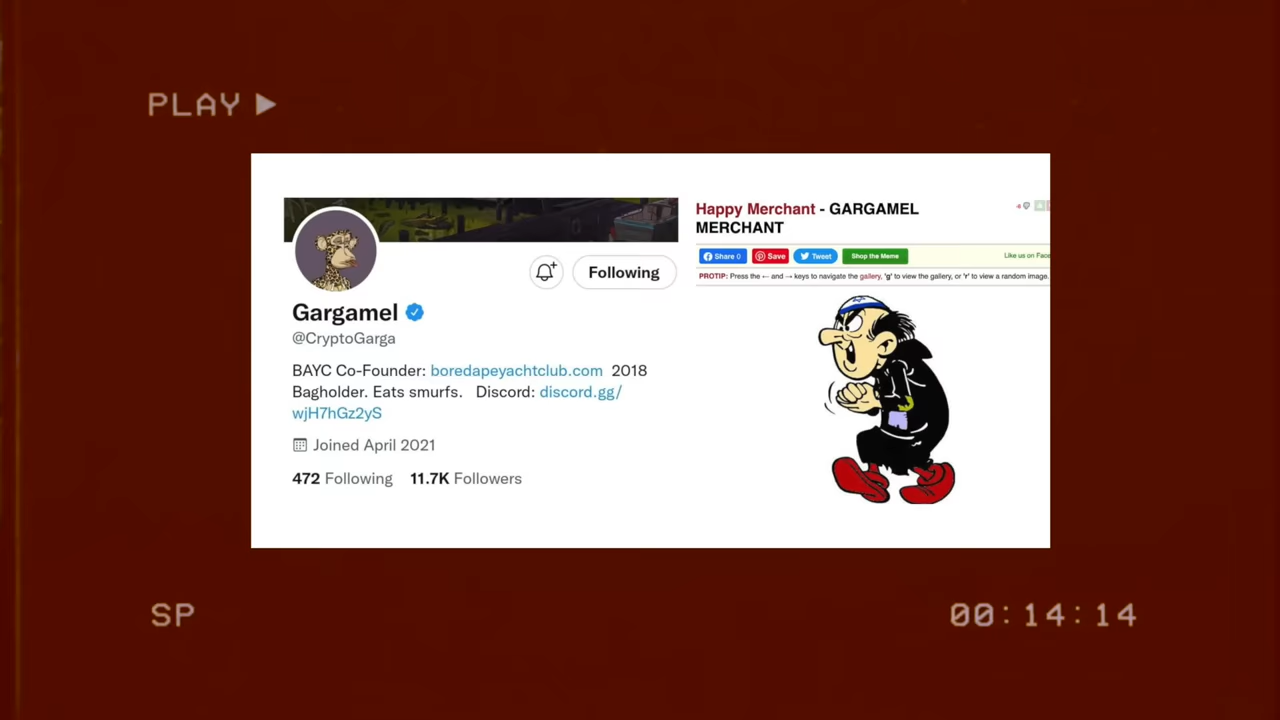 PLAY
Happy Merchant - GARGAMEL
MERCHANT
Share 0 Save Tweet Shop the Meme Like us on Face
PROTIP: Press the ← and → keys to navigate the gallery, 'g' to view the gallery, or 'r' to view a random image.
Following
Gargamel
@CryptoGarga
BAYC Co-Founder: boredapeyachtclub.com 2018
Bagholder. Eats smurfs. Discord: discord.gg/
wjH7hGz2yS
Joined April 2021
472 Following 11.7K Followers
SP
00:14:14